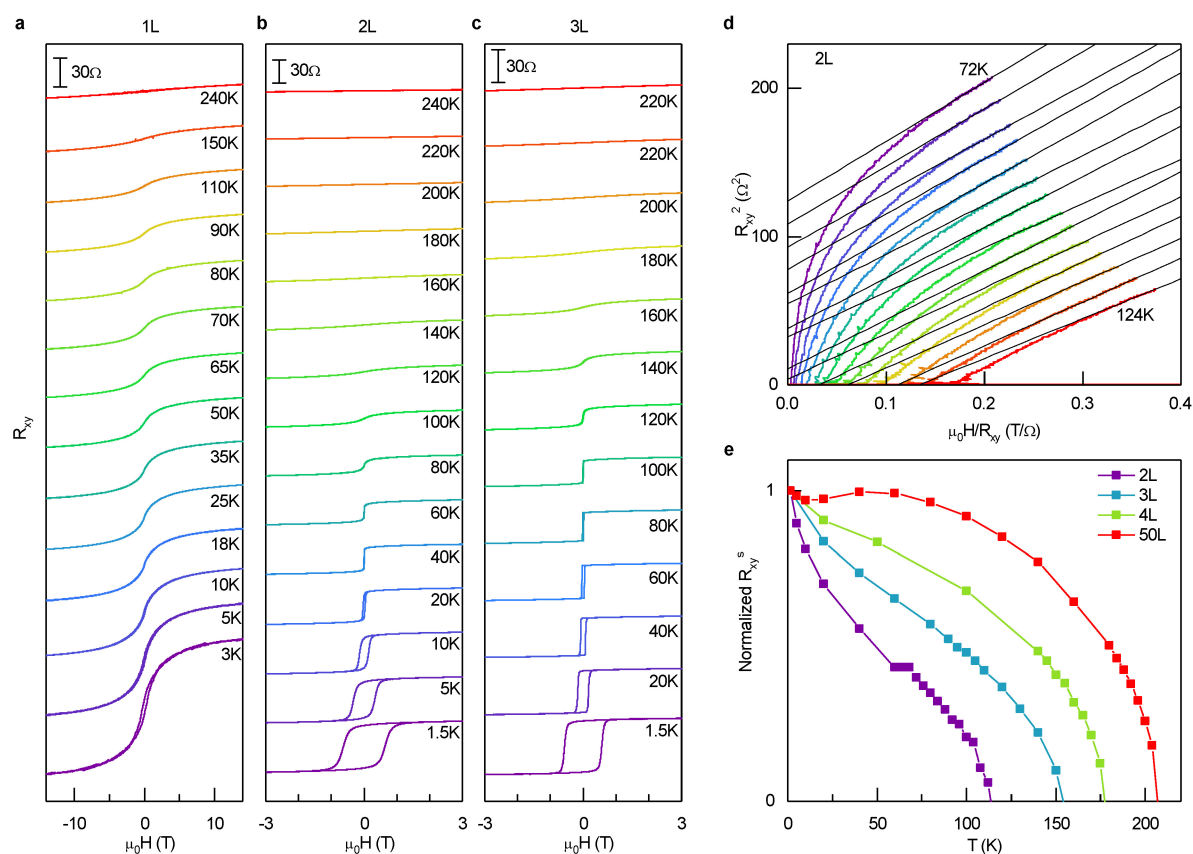 a 1L
b 2L
c 3L
30Ω
240K
150K
110K
90K
80K
70K
65K
50K
35K
25K
18K
10K
5K
3K
R_xy
-10 0 10
μ₀H (T)
30Ω
240K
220K
200K
180K
160K
140K
120K
100K
80K
60K
40K
20K
10K
5K
1.5K
-3 0 3
μ₀H (T)
30Ω
220K
220K
200K
180K
160K
140K
120K
100K
80K
60K
40K
20K
1.5K
-3 0 3
μ₀H (T)
d
2L
72K
124K
200
100
0
R_xy² (Ω²)
0.0 0.1 0.2 0.3 0.4
μ₀H/R_xy (T/Ω)
e
2L
3L
4L
50L
1
0
Normalized R_xy^s
0 50 100 150 200
T (K)